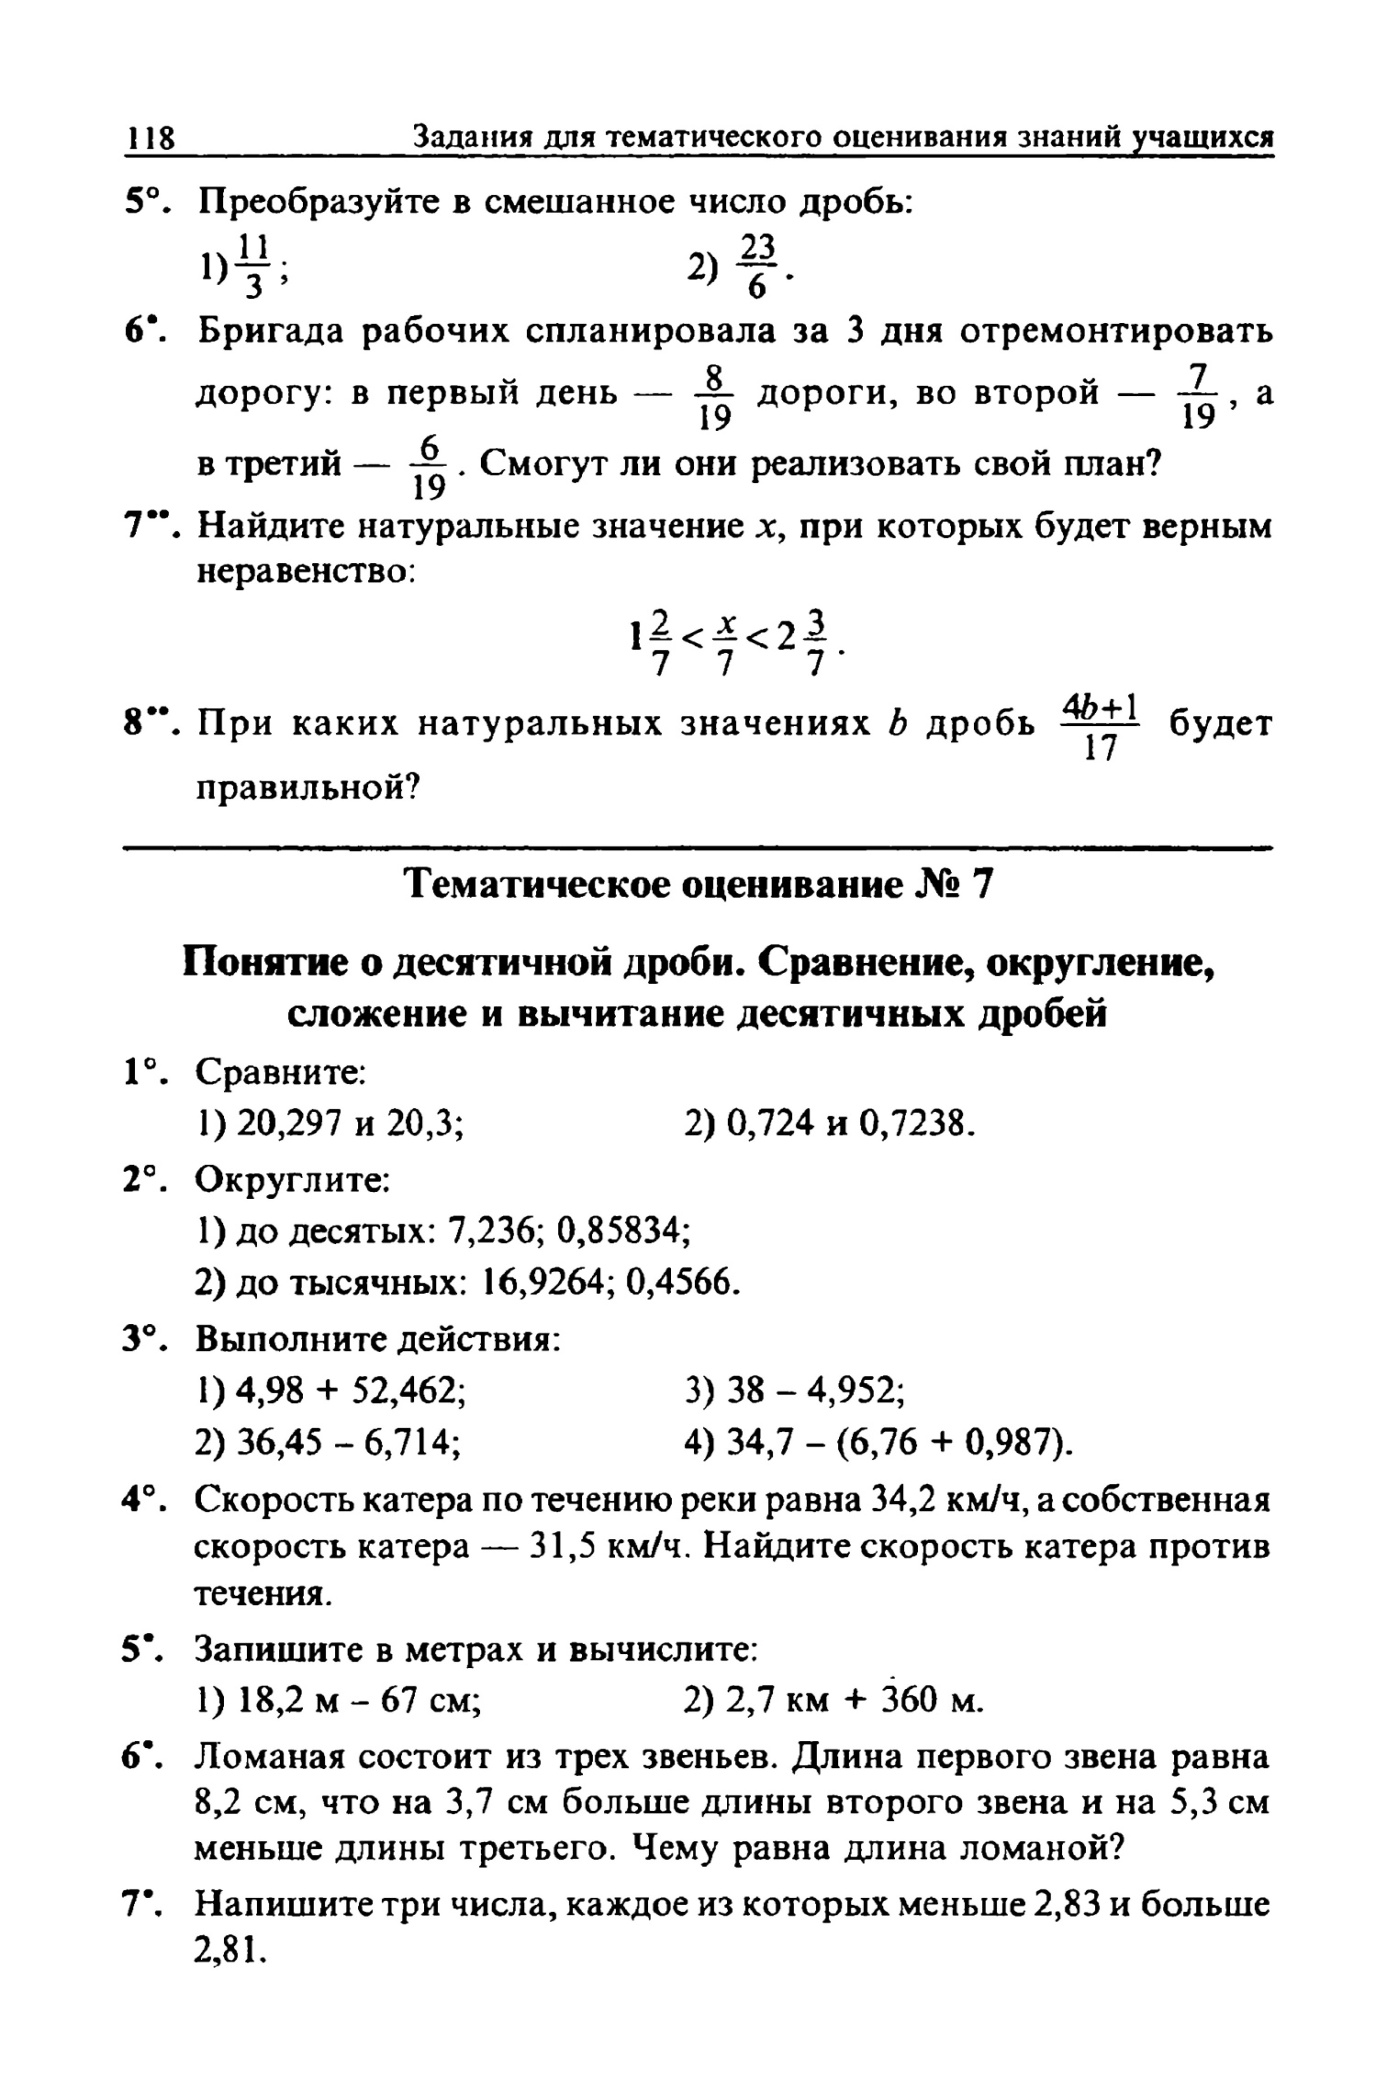 118 Задания для тематического оценивания знаний учащихся
5°. Преобразуйте в смешанное число дробь:
1) 11/3; 2) 23/6.
6•. Бригада рабочих спланировала за 3 дня отремонтировать
дорогу: в первый день — 8/19 дороги, во второй — 7/19, а
в третий — 6/19. Смогут ли они реализовать свой план?
7••. Найдите натуральные значение x, при которых будет верным
неравенство:
1 2/7 < x/7 < 2 3/7.
8••. При каких натуральных значениях b дробь (4b+1)/17 будет
правильной?
Тематическое оценивание № 7
Понятие о десятичной дроби. Сравнение, округление,
сложение и вычитание десятичных дробей
1°. Сравните:
1) 20,297 и 20,3; 2) 0,724 и 0,7238.
2°. Округлите:
1) до десятых: 7,236; 0,85834;
2) до тысячных: 16,9264; 0,4566.
3°. Выполните действия:
1) 4,98 + 52,462; 3) 38 – 4,952;
2) 36,45 – 6,714; 4) 34,7 – (6,76 + 0,987).
4°. Скорость катера по течению реки равна 34,2 км/ч, а собственная
скорость катера — 31,5 км/ч. Найдите скорость катера против
течения.
5•. Запишите в метрах и вычислите:
1) 18,2 м – 67 см; 2) 2,7 км + 360 м.
6•. Ломаная состоит из трех звеньев. Длина первого звена равна
8,2 см, что на 3,7 см больше длины второго звена и на 5,3 см
меньше длины третьего. Чему равна длина ломаной?
7•. Напишите три числа, каждое из которых меньше 2,83 и больше
2,81.